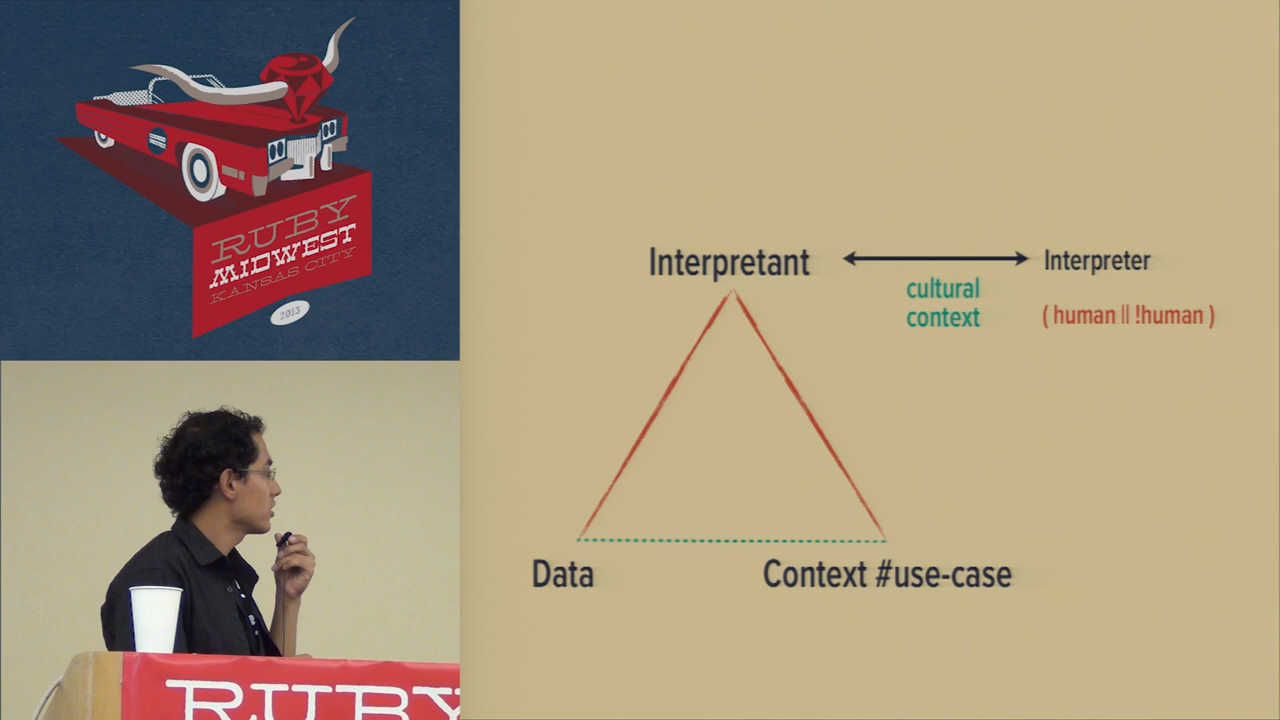 RUBY
MIDWEST
KANSAS CITY
2013
Interpretant
Interpreter
cultural
context
( human || !human )
Data
Context #use-case
RUBY